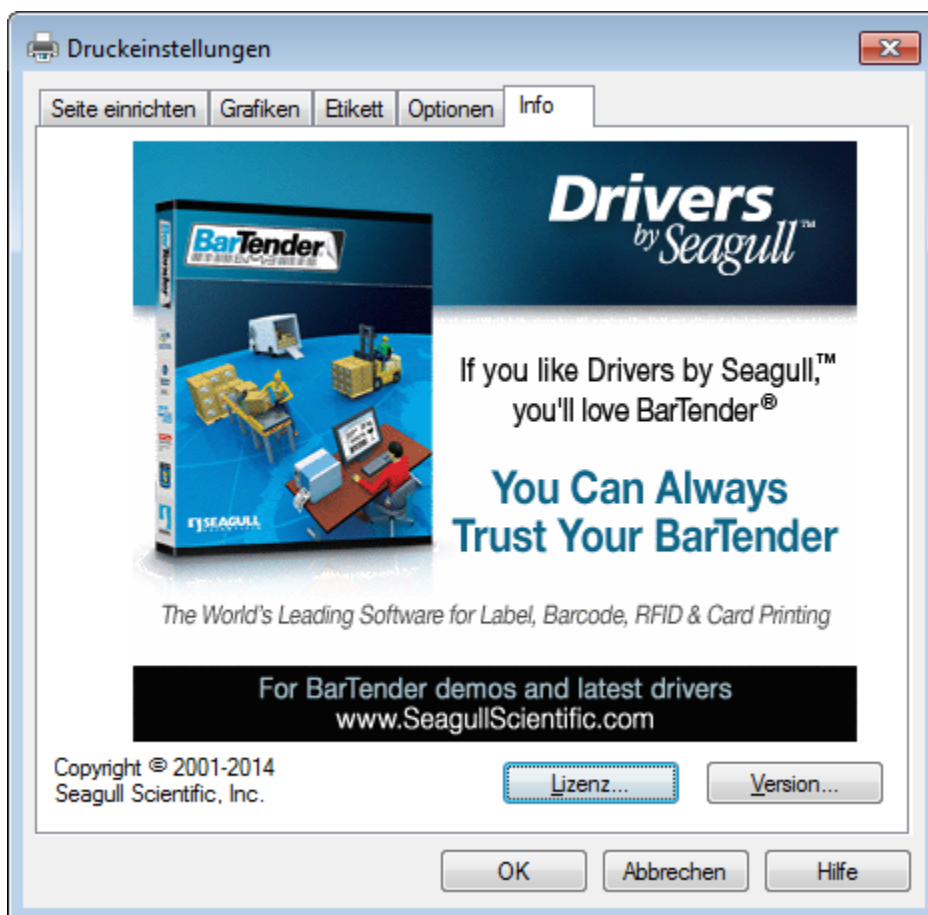 Druckeinstellungen
Seite einrichten Grafiken Etikett Optionen Info
Drivers
by Seagull™
BarTender
BarTender
SEAGULL
If you like Drivers by Seagull,™
you'll love BarTender®
You Can Always
Trust Your BarTender
The World's Leading Software for Label, Barcode, RFID & Card Printing
For BarTender demos and latest drivers
www.SeagullScientific.com
Copyright © 2001-2014
Seagull Scientific, Inc.
Lizenz... Version...
OK Abbrechen Hilfe